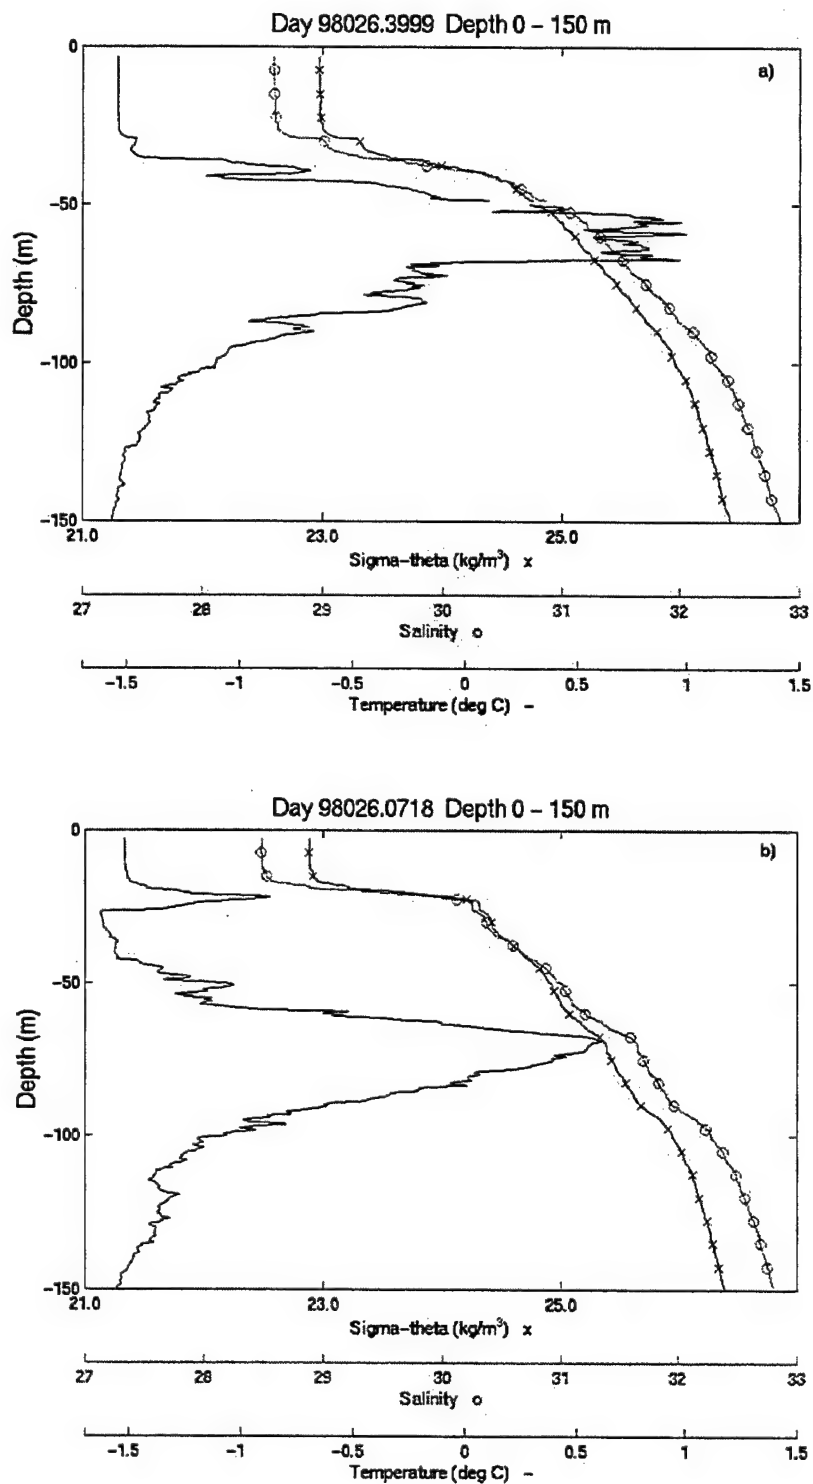 Day 98026.3999 Depth 0 – 150 m
a)
0
−50
−100
−150
Depth (m)
21.0 23.0 25.0
Sigma−theta (kg/m³) x
27 28 29 30 31 32 33
Salinity o
−1.5 −1 −0.5 0 0.5 1 1.5
Temperature (deg C) −
Day 98026.0718 Depth 0 – 150 m
b)
0
−50
−100
−150
Depth (m)
21.0 23.0 25.0
Sigma−theta (kg/m³) x
27 28 29 30 31 32 33
Salinity o
−1.5 −1 −0.5 0 0.5 1 1.5
Temperature (deg C) −